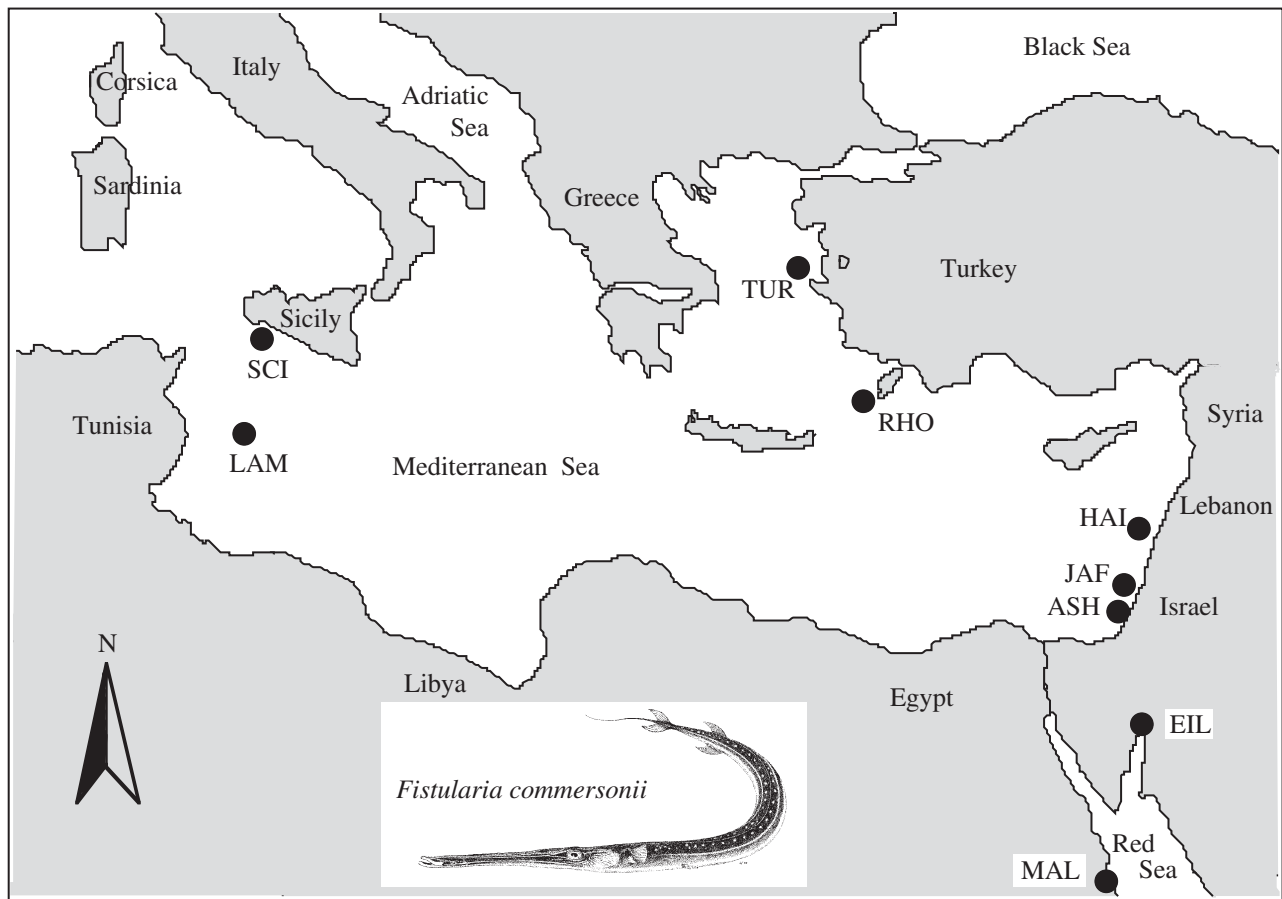 Black Sea
Corsica
Italy
Adriatic
Sea
Sardinia
Greece
Turkey
TUR
Sicily
SCI
Tunisia
LAM
RHO
Syria
Mediterranean Sea
HAI
Lebanon
JAF
ASH
Israel
N
Libya
Egypt
EIL
Fistularia commersonii
Red
Sea
MAL